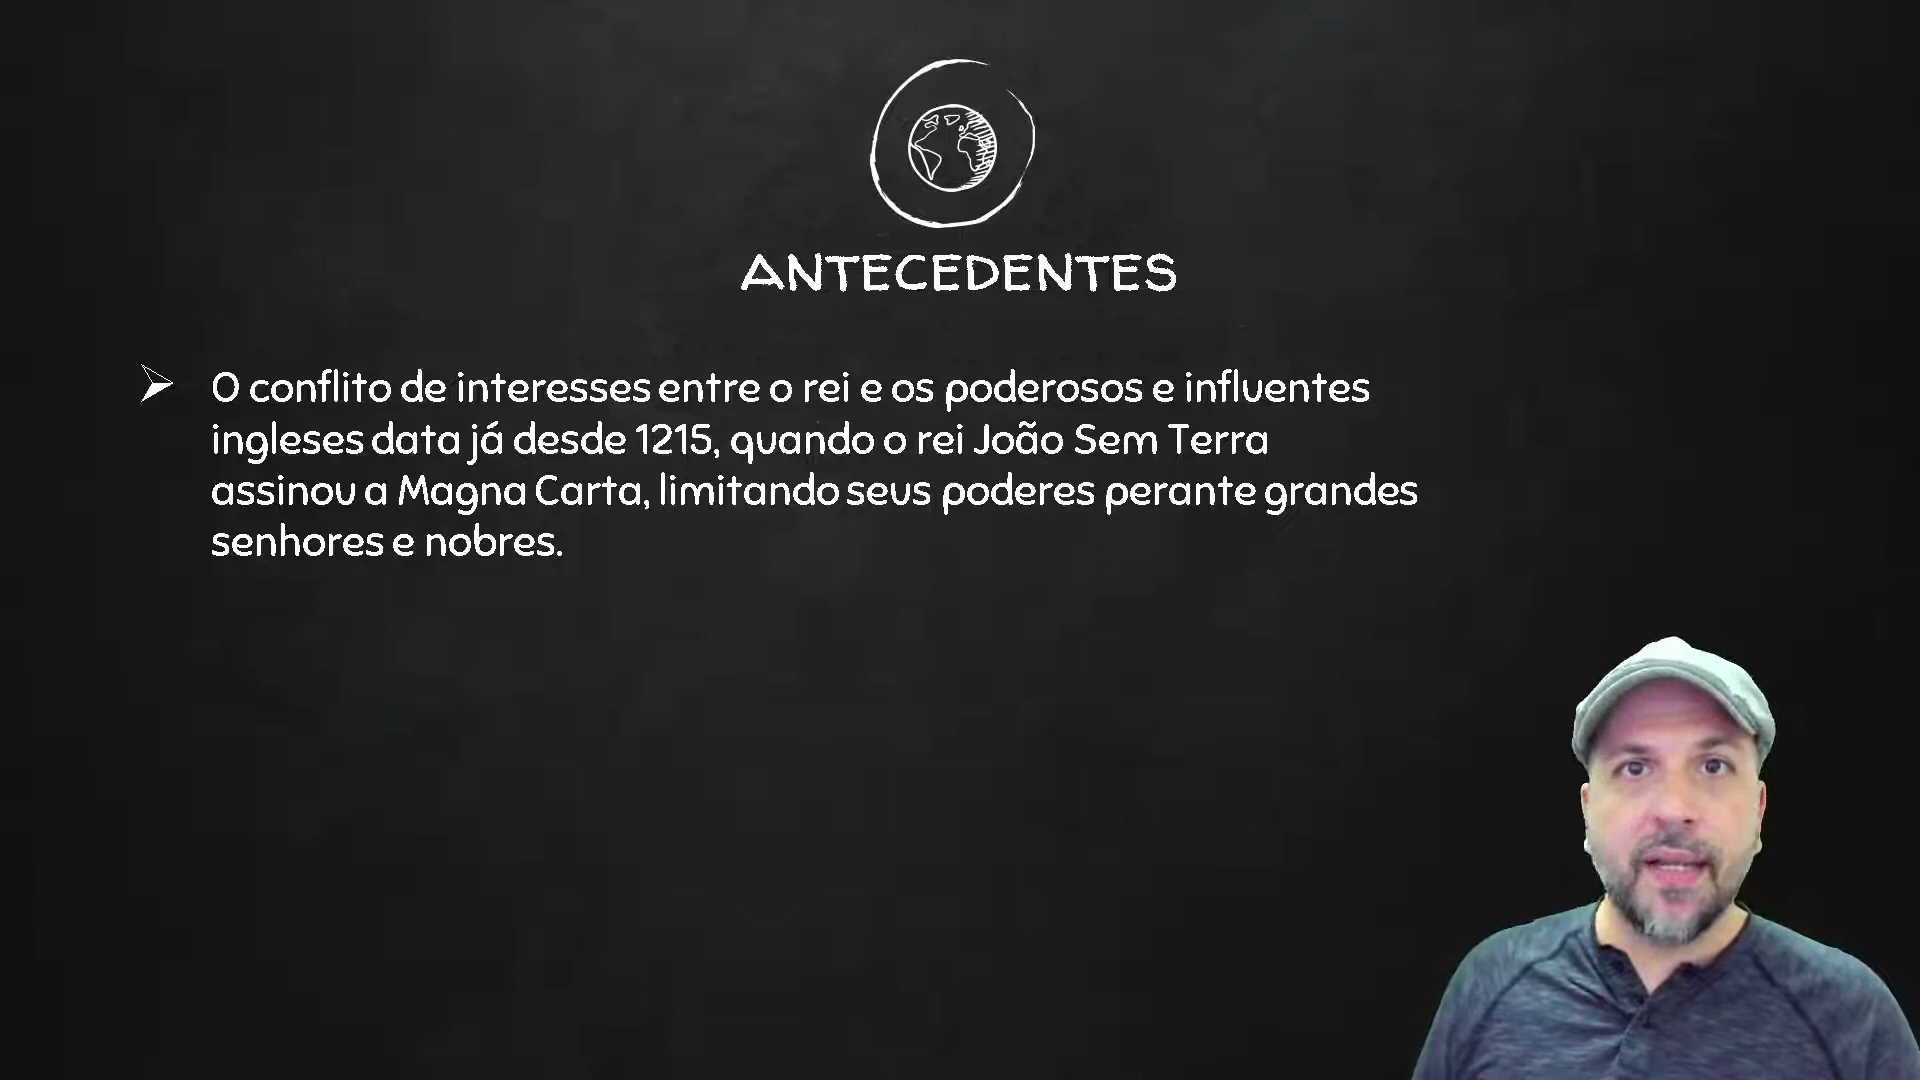 ANTECEDENTES
O conflito de interesses entre o rei e os poderosos e influentes
ingleses data já desde 1215, quando o rei João Sem Terra
assinou a Magna Carta, limitando seus poderes perante grandes
senhores e nobres.